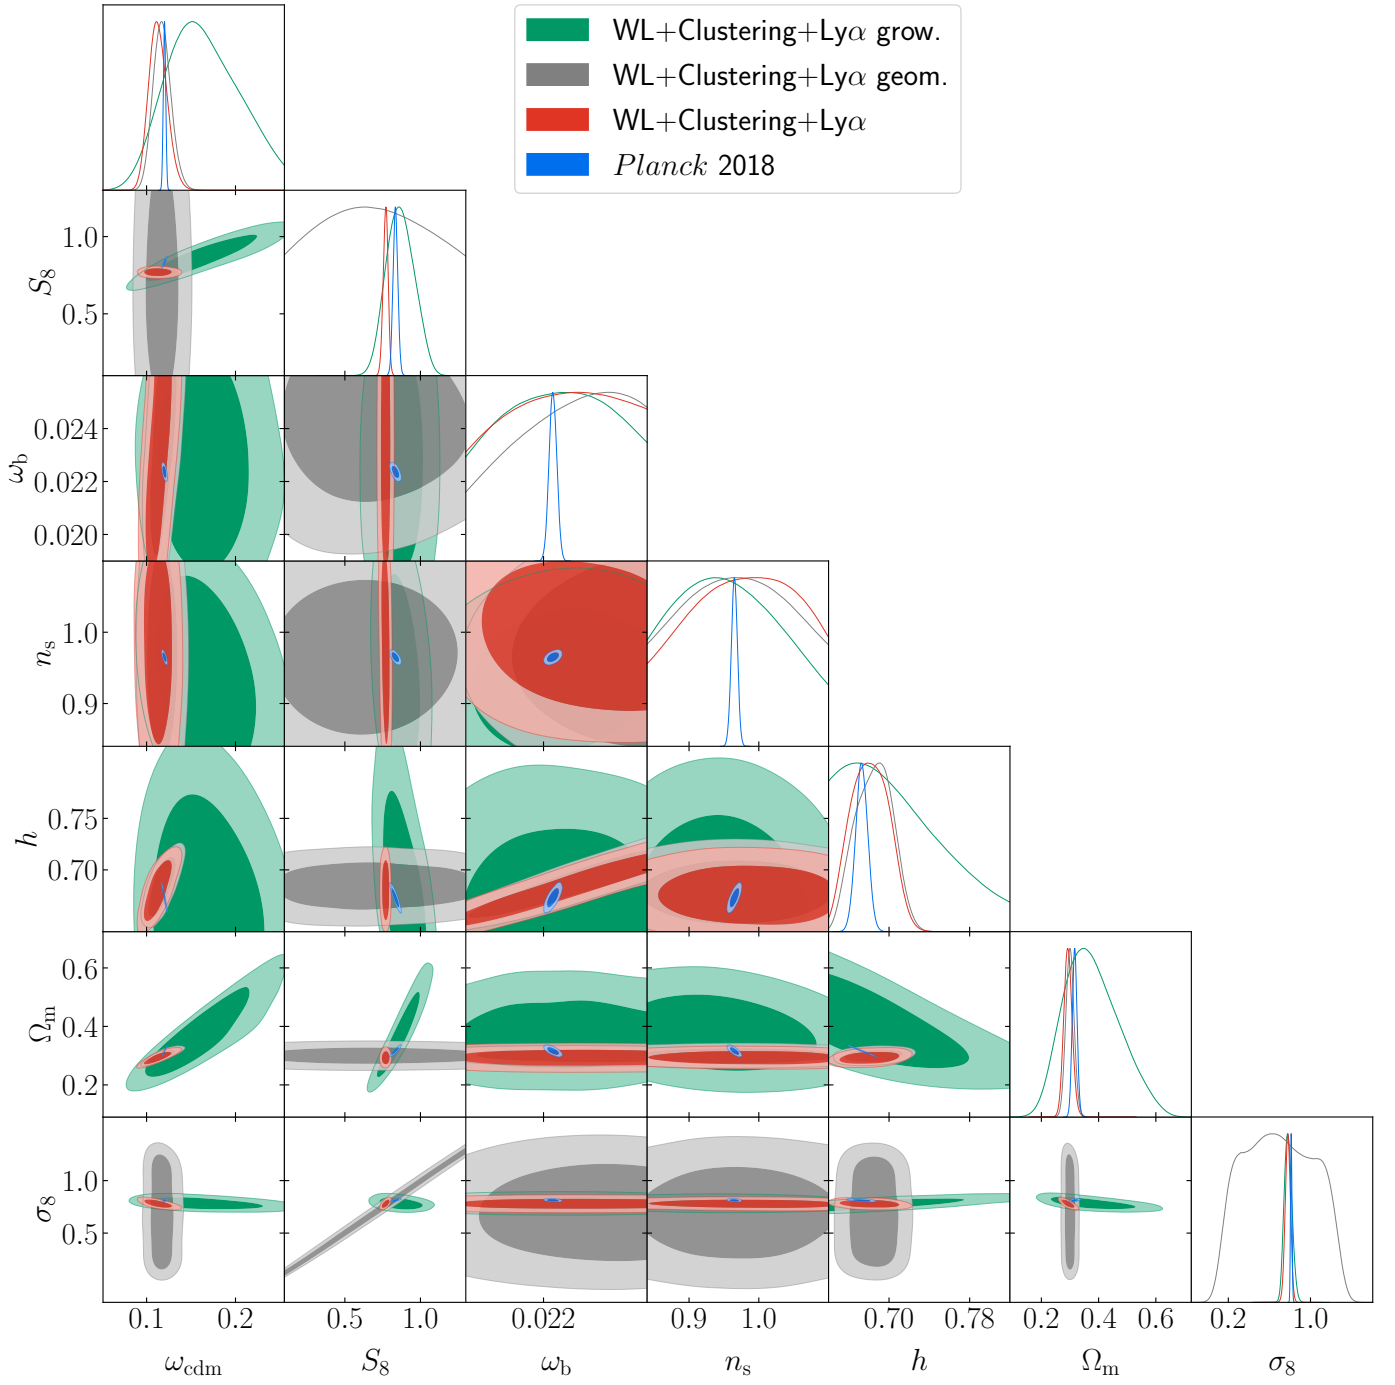 WL+Clustering+Lyα grow.
WL+Clustering+Lyα geom.
WL+Clustering+Lyα
Planck 2018
1.0
S8
0.5
0.024
ωb
0.022
0.020
1.0
ns
0.9
0.75
h
0.70
0.6
Ωm
0.4
0.2
1.0
σ8
0.5
0.1 0.2 0.5 1.0 0.022 0.9 1.0 0.70 0.78 0.2 0.4 0.6 0.2 1.0
ωcdm S8 ωb ns h Ωm σ8